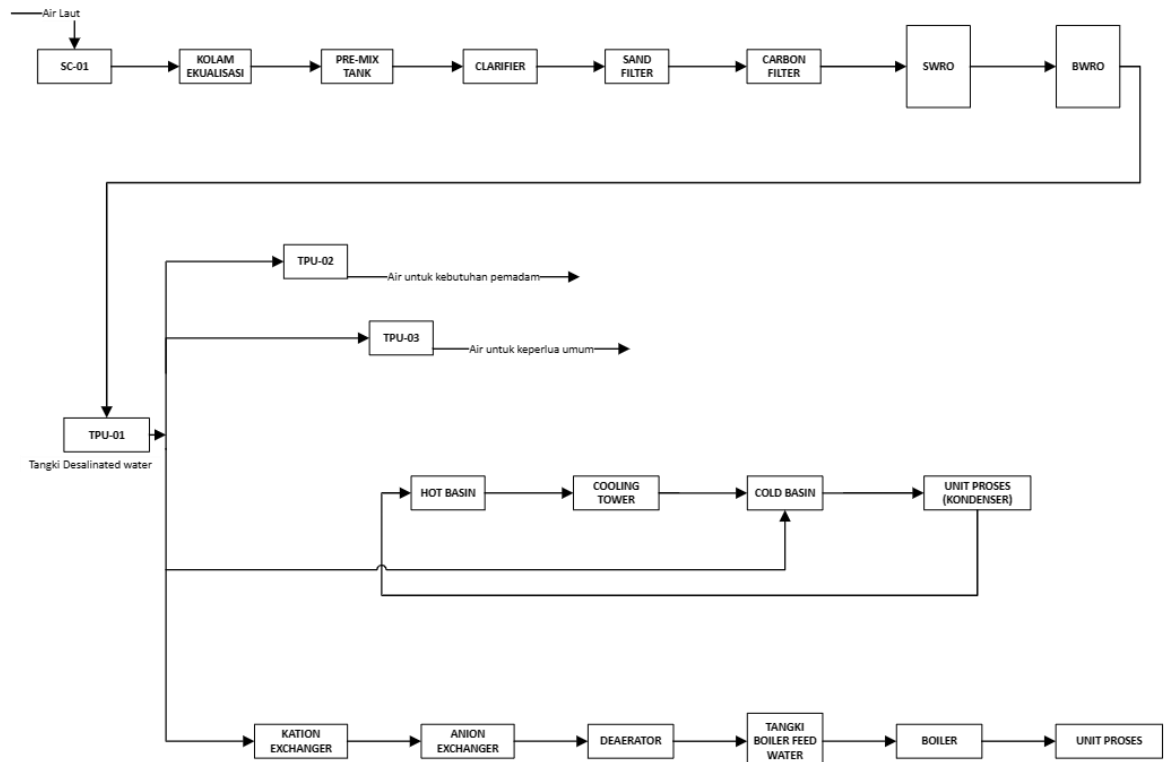 Air Laut
SC-01
KOLAM
EKUALISASI
PRE-MIX
TANK
CLARIFIER
SAND
FILTER
CARBON
FILTER
SWRO
BWRO
TPU-02
Air untuk kebutuhan pemadam
TPU-03
Air untuk keperlua umum
TPU-01
Tangki Desalinated water
HOT BASIN
COOLING
TOWER
COLD BASIN
UNIT PROSES
(KONDENSER)
KATION
EXCHANGER
ANION
EXCHANGER
DEAERATOR
TANGKI
BOILER FEED
WATER
BOILER
UNIT PROSES